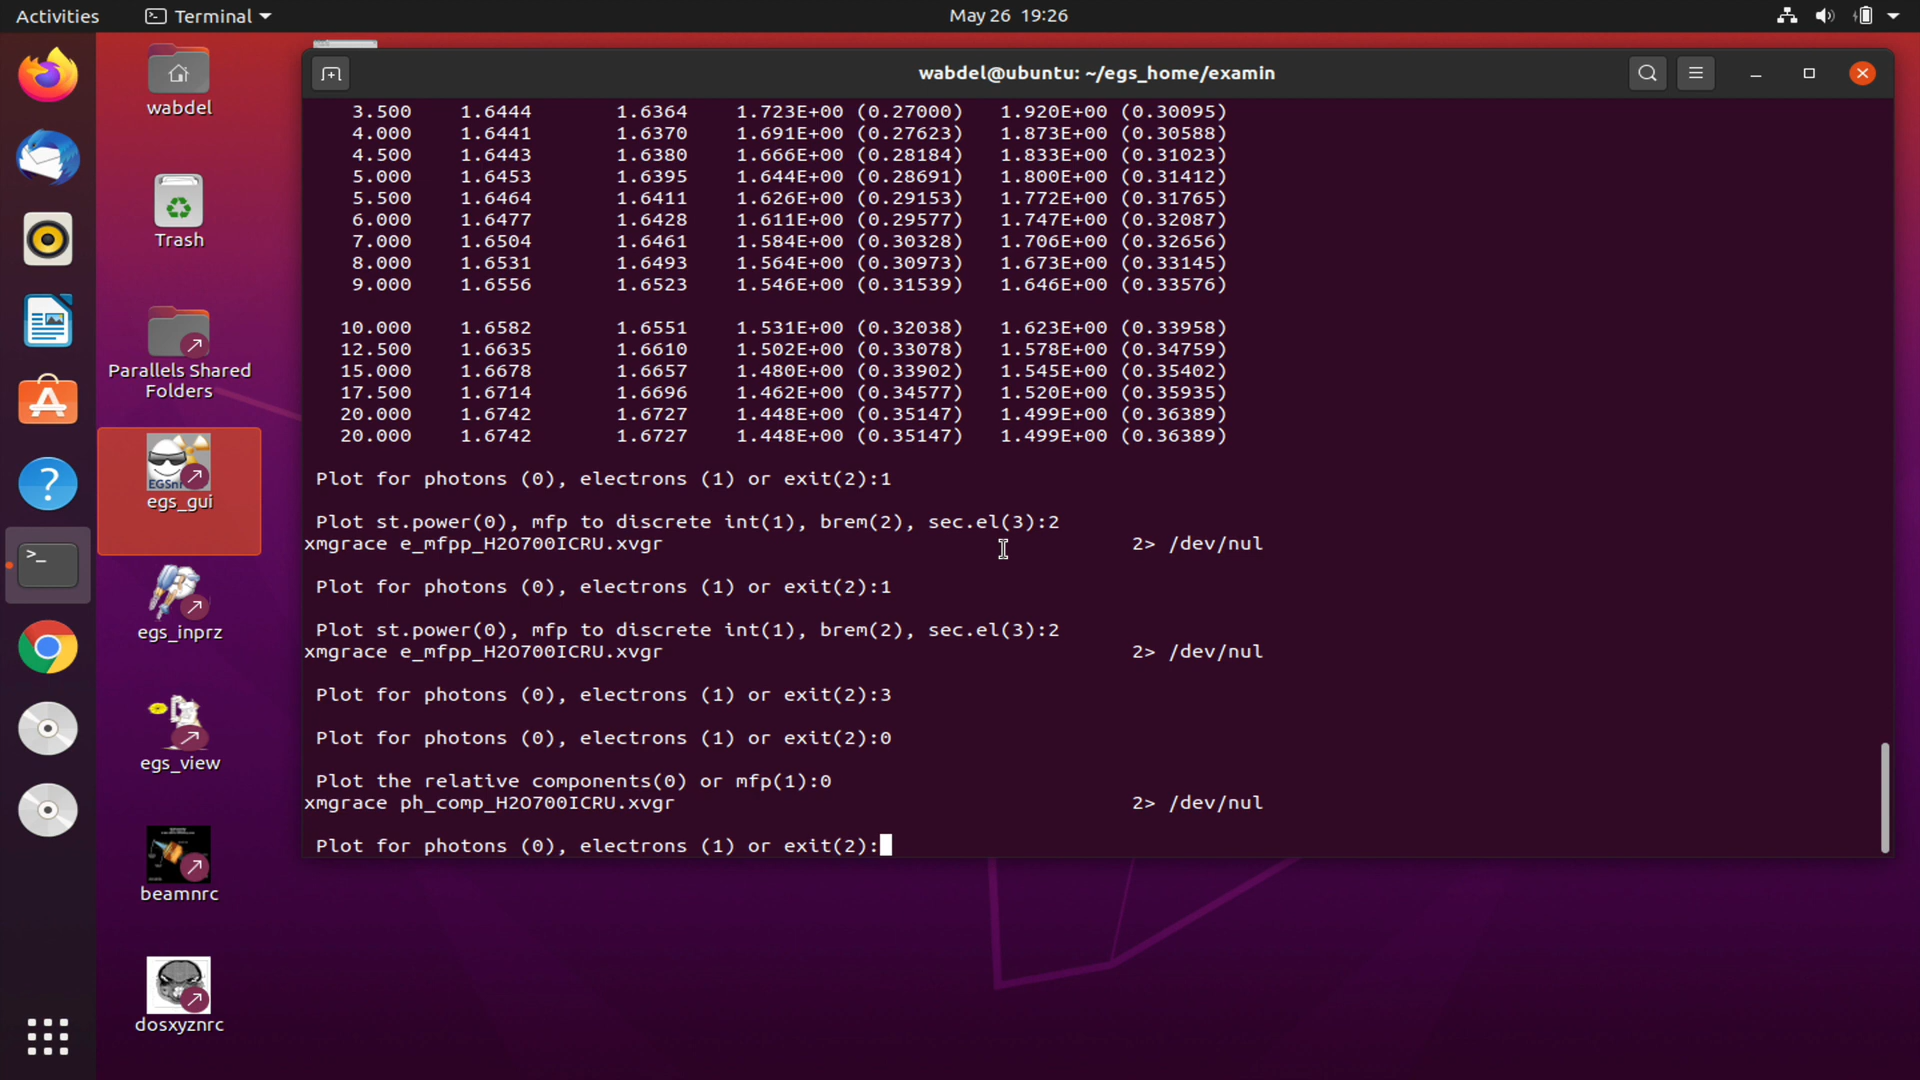 Activities
Terminal
May 26 19:26
wabdel@ubuntu: ~/egs_home/examin
wabdel
Trash
Parallels Shared
Folders
EGSnr
egs_gui
egs_inprz
egs_view
beamnrc
dosxyznrc
3.500 1.6444 1.6364 1.723E+00 (0.27000) 1.920E+00 (0.30095)
4.000 1.6441 1.6370 1.691E+00 (0.27623) 1.873E+00 (0.30588)
4.500 1.6443 1.6380 1.666E+00 (0.28184) 1.833E+00 (0.31023)
5.000 1.6453 1.6395 1.644E+00 (0.28691) 1.800E+00 (0.31412)
5.500 1.6464 1.6411 1.626E+00 (0.29153) 1.772E+00 (0.31765)
6.000 1.6477 1.6428 1.611E+00 (0.29577) 1.747E+00 (0.32087)
7.000 1.6504 1.6461 1.584E+00 (0.30328) 1.706E+00 (0.32656)
8.000 1.6531 1.6493 1.564E+00 (0.30973) 1.673E+00 (0.33145)
9.000 1.6556 1.6523 1.546E+00 (0.31539) 1.646E+00 (0.33576)
10.000 1.6582 1.6551 1.531E+00 (0.32038) 1.623E+00 (0.33958)
12.500 1.6635 1.6610 1.502E+00 (0.33078) 1.578E+00 (0.34759)
15.000 1.6678 1.6657 1.480E+00 (0.33902) 1.545E+00 (0.35402)
17.500 1.6714 1.6696 1.462E+00 (0.34577) 1.520E+00 (0.35935)
20.000 1.6742 1.6727 1.448E+00 (0.35147) 1.499E+00 (0.36389)
20.000 1.6742 1.6727 1.448E+00 (0.35147) 1.499E+00 (0.36389)
Plot for photons (0), electrons (1) or exit(2):1
Plot st.power(0), mfp to discrete int(1), brem(2), sec.el(3):2
xmgrace e_mfpp_H2O700ICRU.xvgr 2> /dev/nul
Plot for photons (0), electrons (1) or exit(2):1
Plot st.power(0), mfp to discrete int(1), brem(2), sec.el(3):2
xmgrace e_mfpp_H2O700ICRU.xvgr 2> /dev/nul
Plot for photons (0), electrons (1) or exit(2):3
Plot for photons (0), electrons (1) or exit(2):0
Plot the relative components(0) or mfp(1):0
xmgrace ph_comp_H2O700ICRU.xvgr 2> /dev/nul
Plot for photons (0), electrons (1) or exit(2):